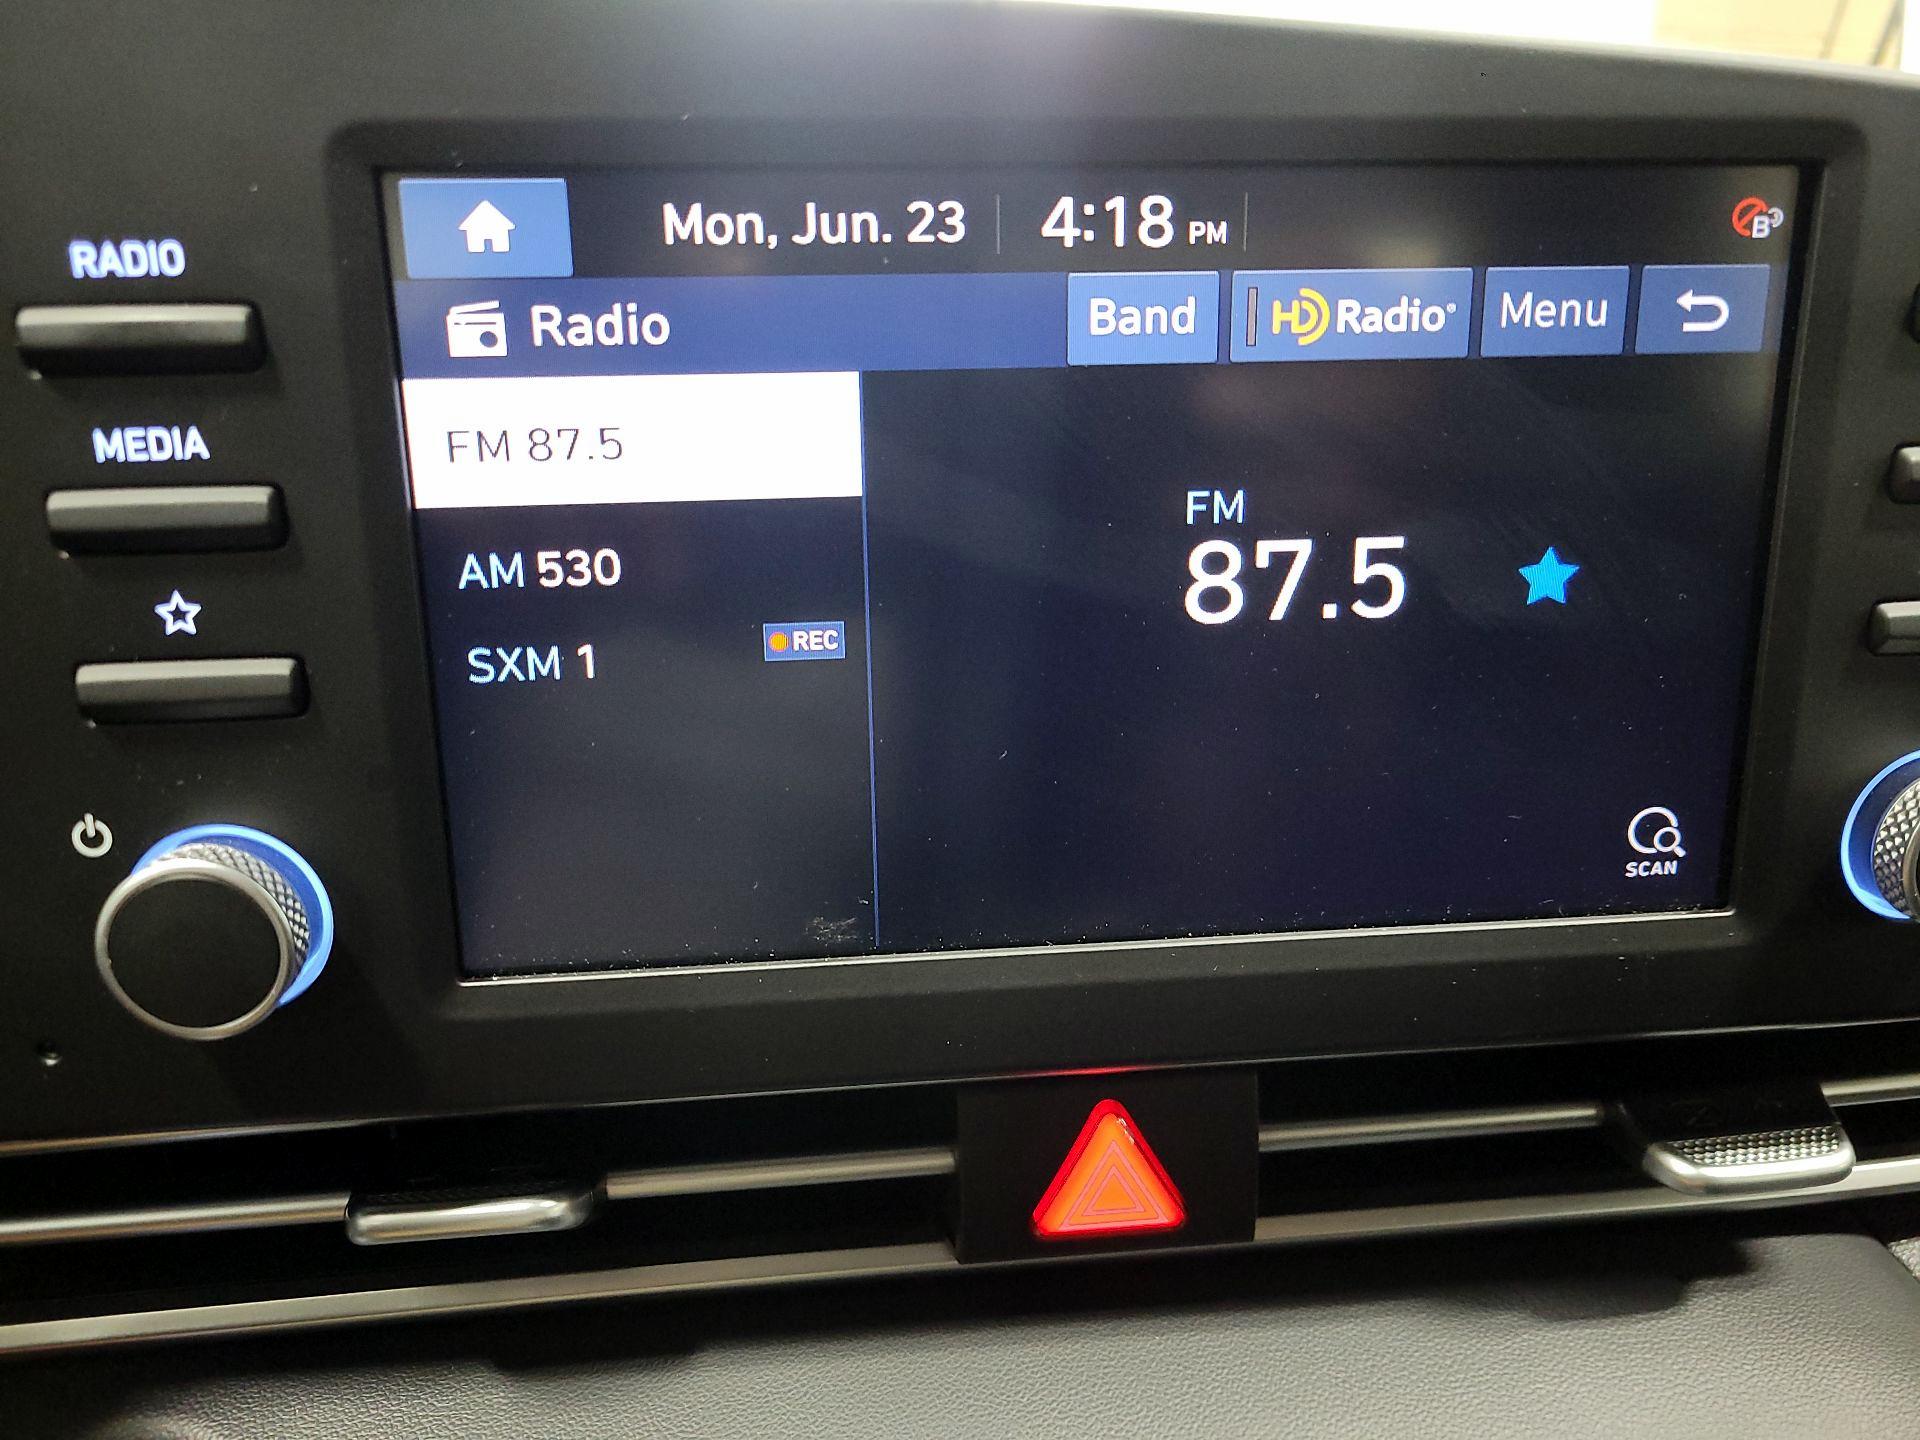 RADIO
MEDIA
Mon, Jun. 23
4:18 PM
B
Radio
Band
HD Radio®
Menu
FM 87.5
AM 530
SXM 1
REC
FM
87.5
SCAN